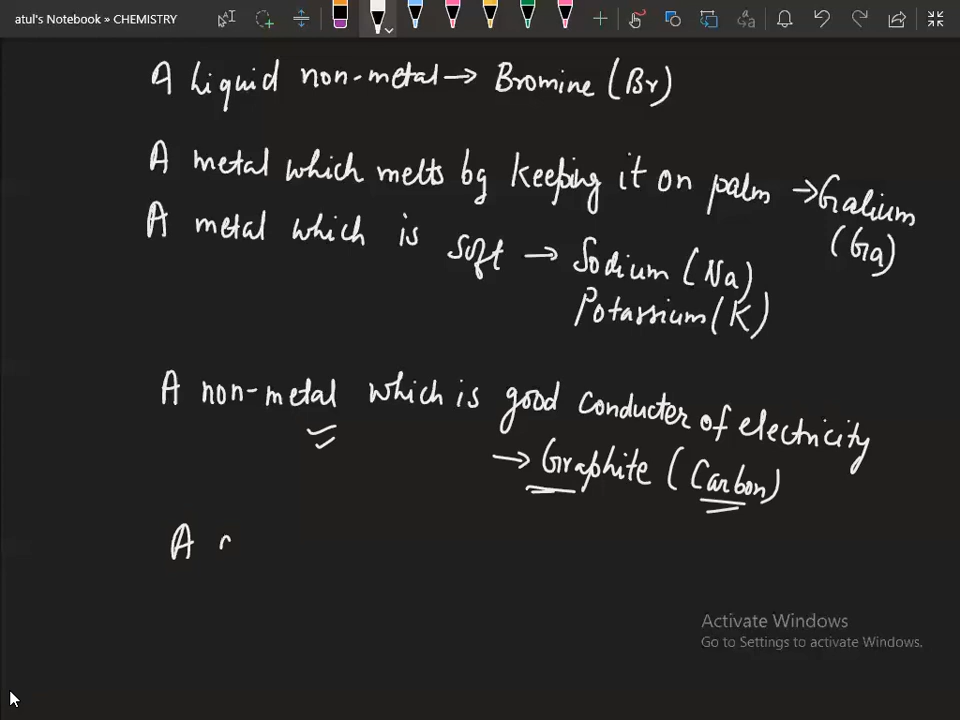 atul's Notebook » CHEMISTRY
A Liquid non-metal → Bromine (Br)
A metal which melts by keeping it on palm → Galium
(Ga)
A metal which is soft → Sodium (Na)
Potassium (K)
A non-metal which is good conducter of electricity
→ Graphite (Carbon)
A
Activate Windows
Go to Settings to activate Windows.